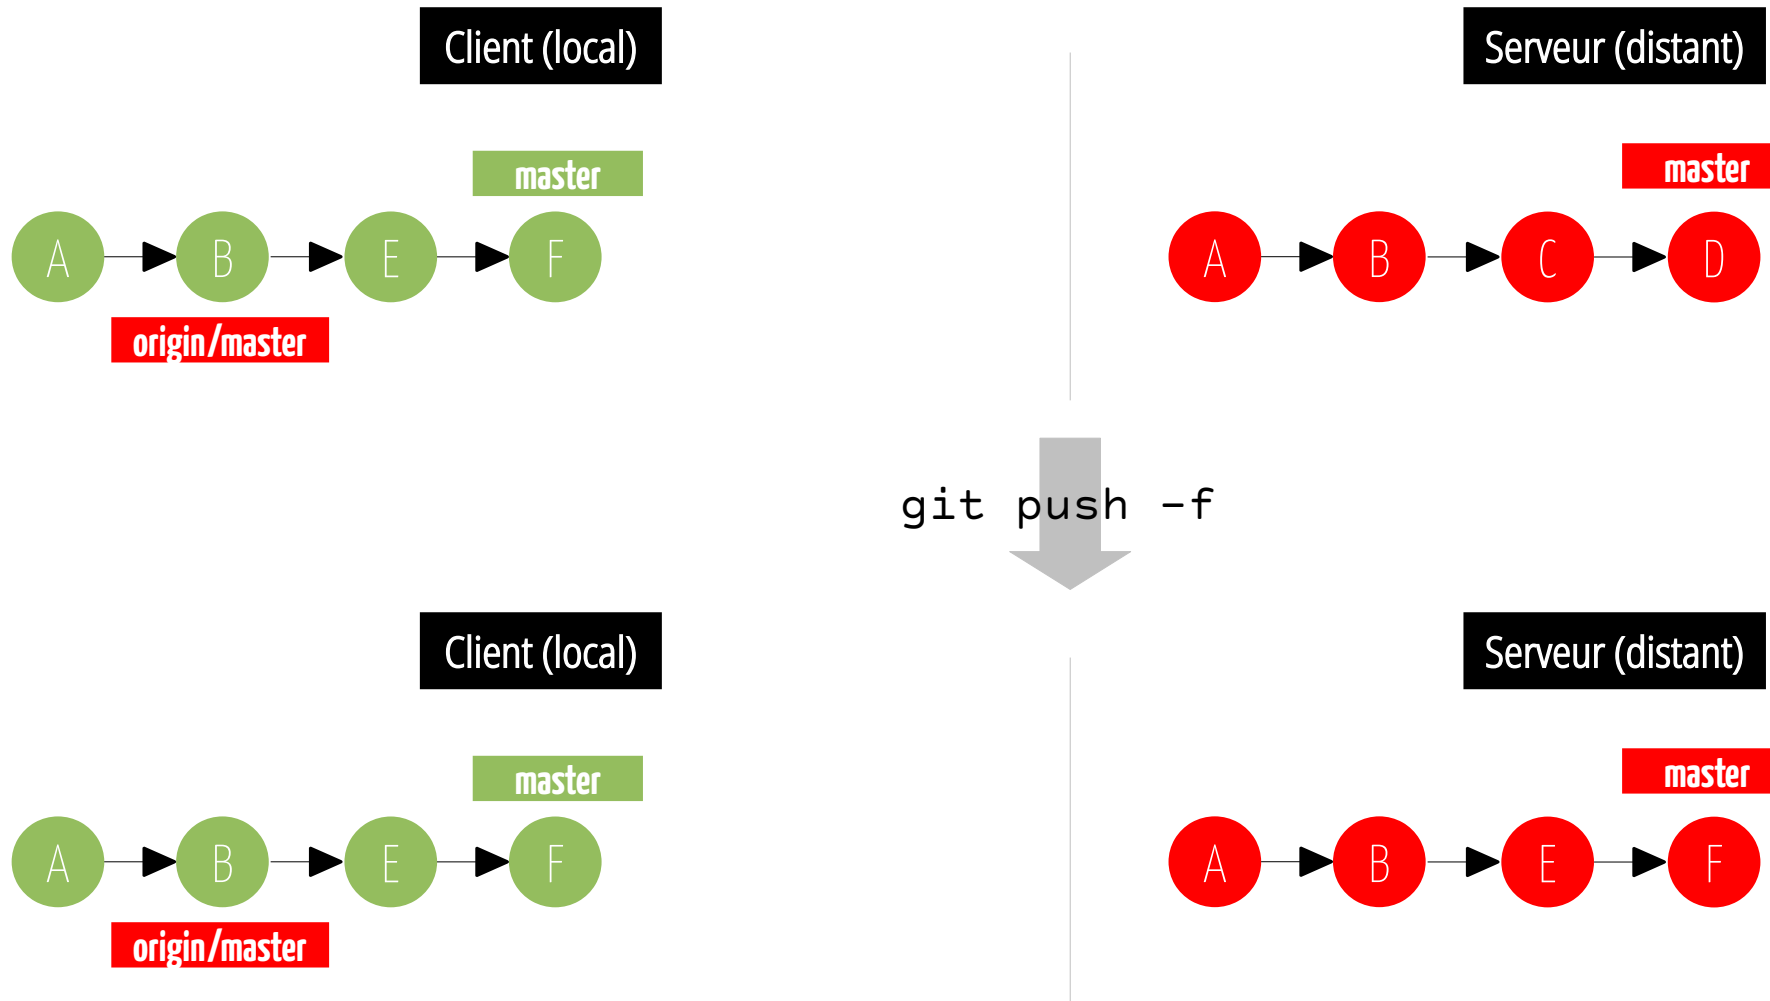 Client (local)
Serveur (distant)
master
master
A B E F
A B C D
origin/master
git push -f
Client (local)
Serveur (distant)
master
master
A B E F
A B E F
origin/master